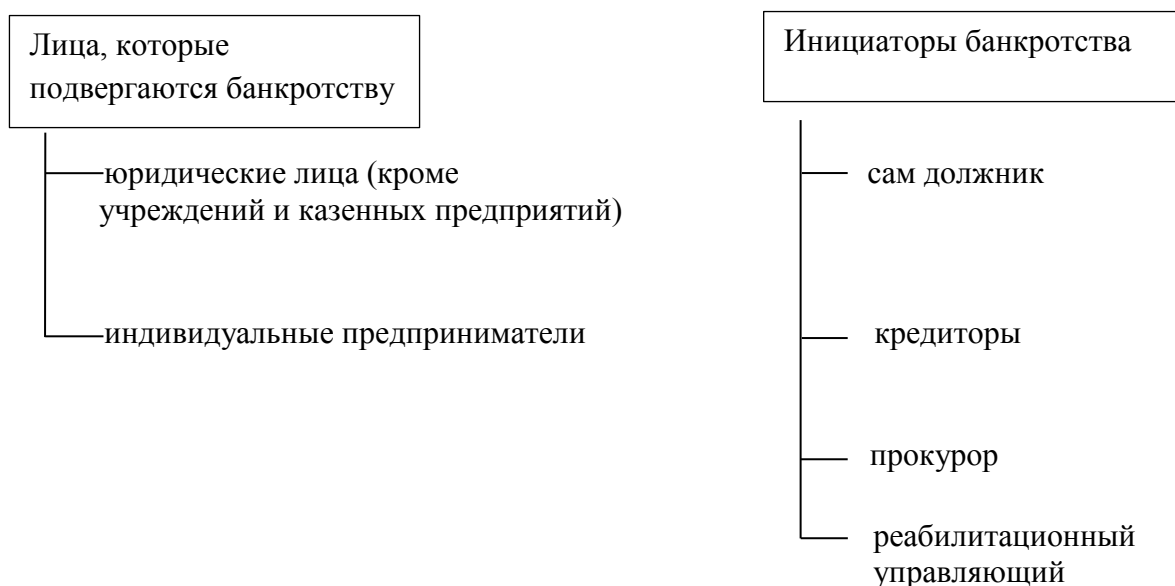 Лица, которые
подвергаются банкротству
юридические лица (кроме
учреждений и казенных предприятий)
индивидуальные предприниматели
Инициаторы банкротства
сам должник
кредиторы
прокурор
реабилитационный
управляющий